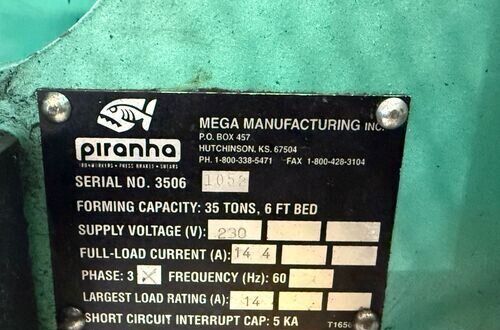 MEGA MANUFACTURING INC.
P.O. BOX 457
HUTCHINSON, KS. 67504
PH. 1-800-338-5471 FAX 1-800-428-3104
piranha
IRONWORKERS • PRESS BRAKES • SHEARS
SERIAL NO. 3506 1052
FORMING CAPACITY: 35 TONS, 6 FT BED
SUPPLY VOLTAGE (V): 230
FULL-LOAD CURRENT (A): 14 4
PHASE: 3 X FREQUENCY (Hz): 60
LARGEST LOAD RATING (A): 14
SHORT CIRCUIT INTERRUPT CAP: 5 KA